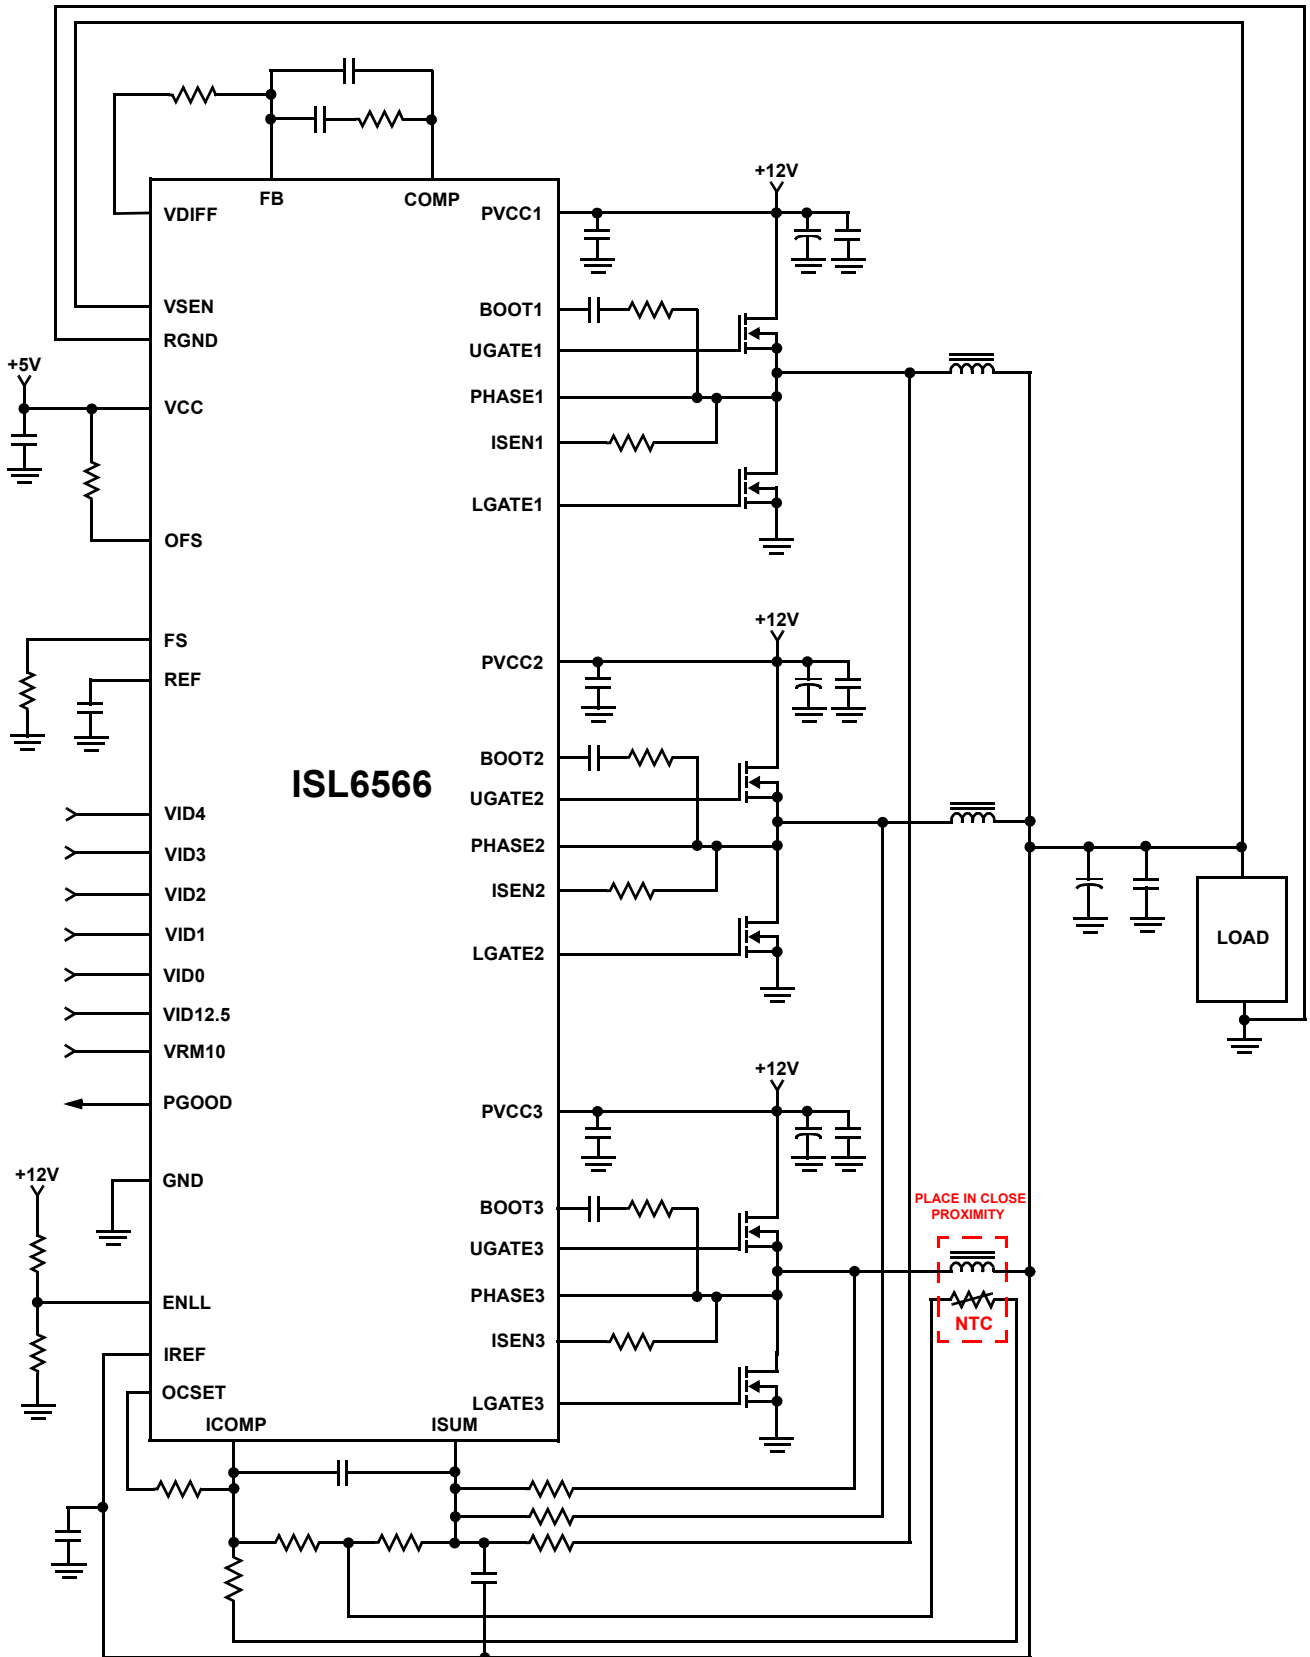 +12V
FB
COMP
VDIFF
PVCC1
VSEN
BOOT1
RGND
UGATE1
+5V
PHASE1
VCC
ISEN1
LGATE1
OFS
+12V
FS
PVCC2
REF
BOOT2
ISL6566
UGATE2
VID4
PHASE2
VID3
ISEN2
VID2
VID1
LOAD
LGATE2
VID0
VID12.5
VRM10
+12V
PGOOD
PVCC3
+12V
GND
PLACE IN CLOSE
PROXIMITY
BOOT3
UGATE3
PHASE3
ENLL
NTC
ISEN3
IREF
OCSET
LGATE3
ICOMP
ISUM